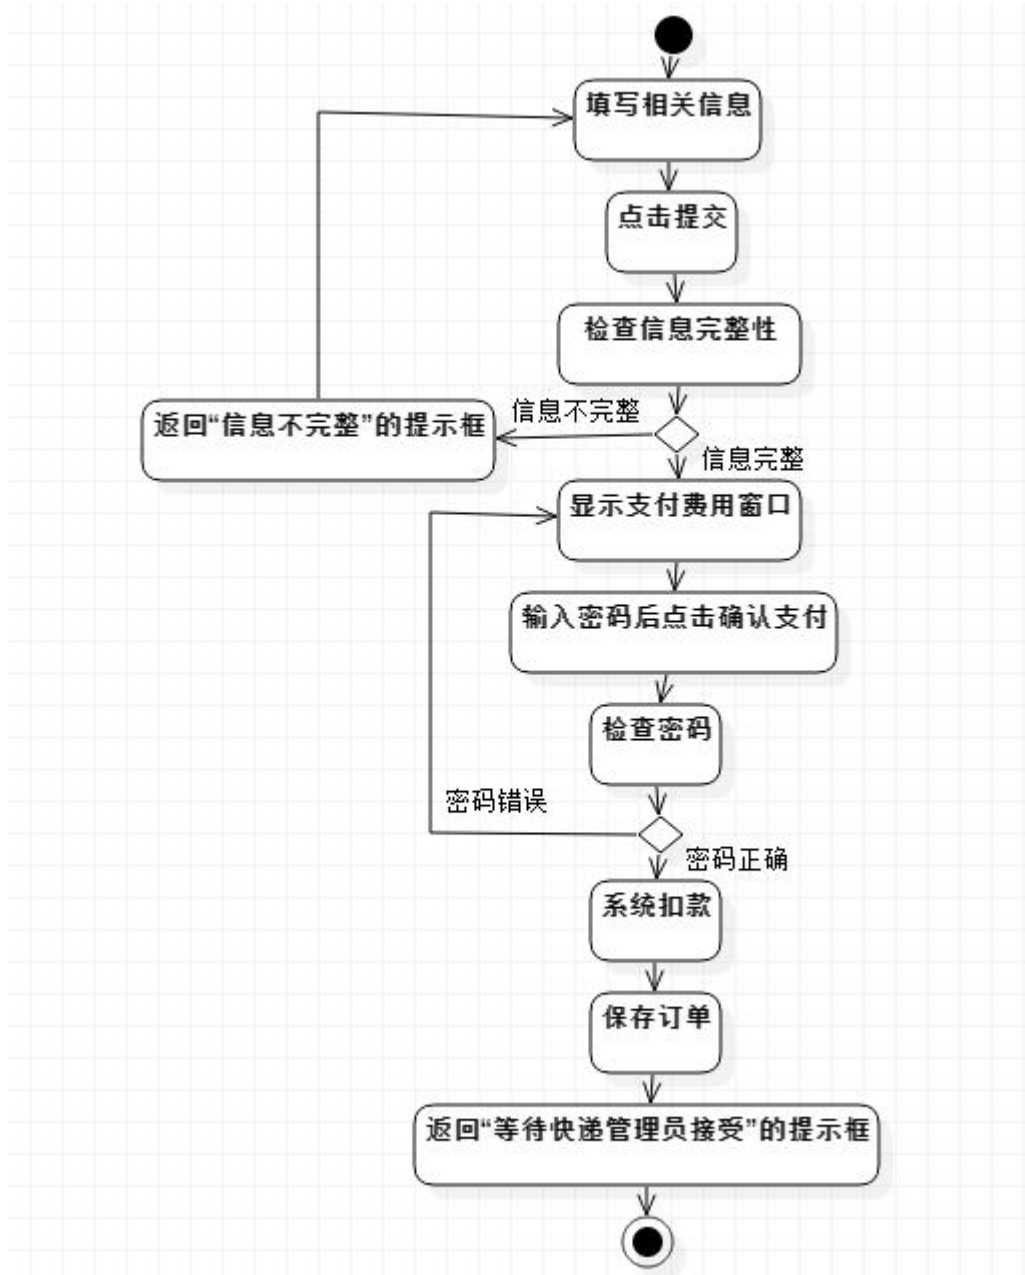 填写相关信息
点击提交
检查信息完整性
信息不完整
返回“信息不完整”的提示框
信息完整
显示支付费用窗口
输入密码后点击确认支付
检查密码
密码错误
密码正确
系统扣款
保存订单
返回“等待快递管理员接受”的提示框